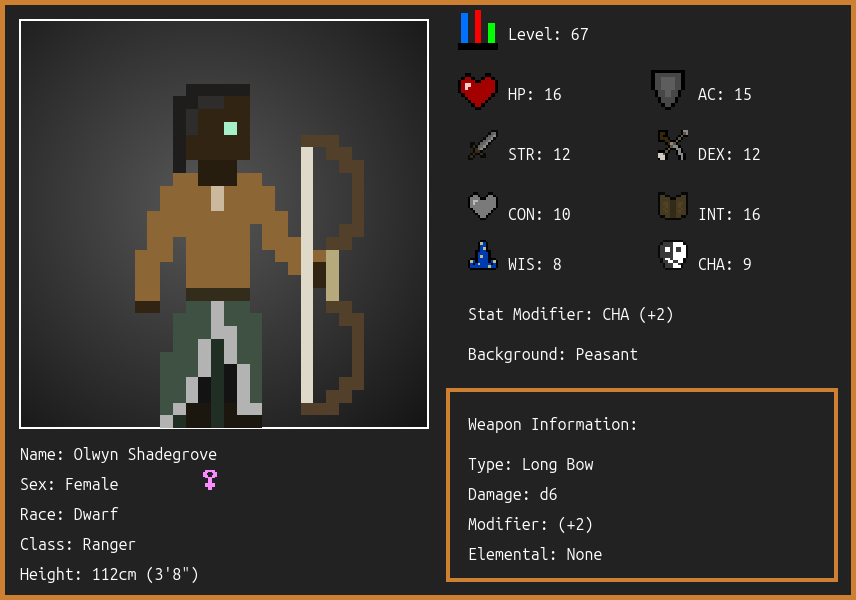 Level: 67
HP: 16
AC: 15
STR: 12
DEX: 12
CON: 10
INT: 16
WIS: 8
CHA: 9
Stat Modifier: CHA (+2)
Background: Peasant
Weapon Information:
Type: Long Bow
Damage: d6
Modifier: (+2)
Elemental: None
Name: Olwyn Shadegrove
Sex: Female
Race: Dwarf
Class: Ranger
Height: 112cm (3'8")